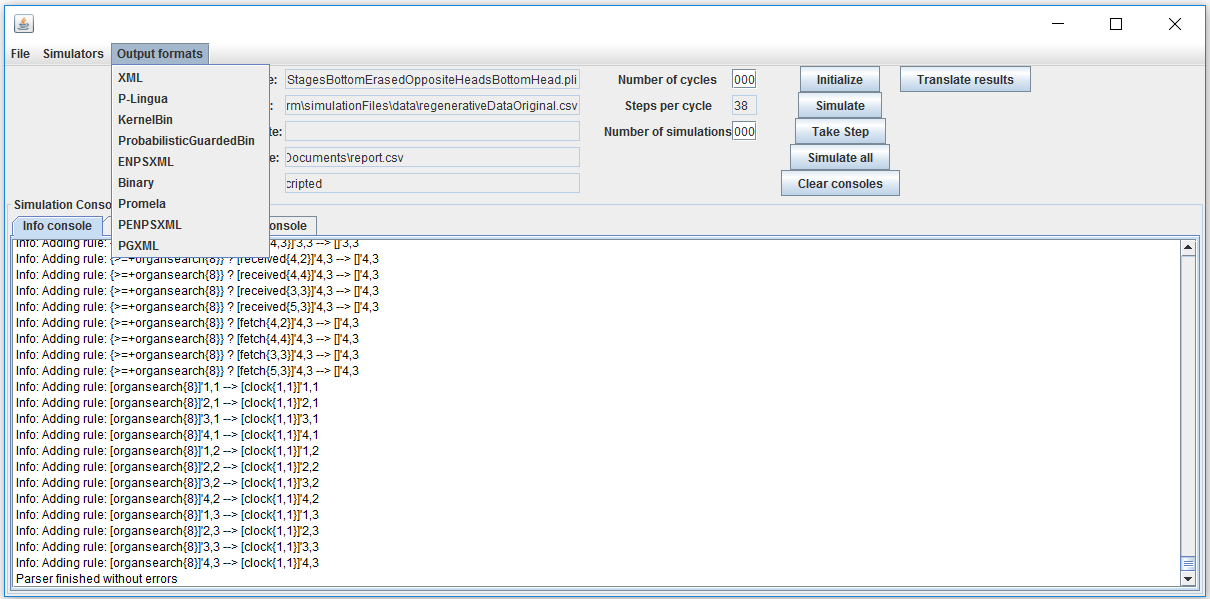 File Simulators Output formats
XML
P-Lingua
KernelBin
ProbabilisticGuardedBin
ENPSXML
Binary
Promela
PENPSXML
PGXML
e: StagesBottomErasedOppositeHeadsBottomHead.pli Number of cycles 000 Initialize Translate results
: rm\simulationFiles\data\regenerativeDataOriginal.csv Steps per cycle 38 Simulate
te: Number of simulations 000 Take Step
e: Documents\report.csv Simulate all
cripted Clear consoles
Simulation Conso
Info console onsole
Info: Adding rule: {> 4,3}]'3,3 --> []'3,3
Info: Adding rule: {>=+organsearch{8}} ? [received{4,2}]'4,3 --> []'4,3
Info: Adding rule: {>=+organsearch{8}} ? [received{4,4}]'4,3 --> []'4,3
Info: Adding rule: {>=+organsearch{8}} ? [received{3,3}]'4,3 --> []'4,3
Info: Adding rule: {>=+organsearch{8}} ? [received{5,3}]'4,3 --> []'4,3
Info: Adding rule: {>=+organsearch{8}} ? [fetch{4,2}]'4,3 --> []'4,3
Info: Adding rule: {>=+organsearch{8}} ? [fetch{4,4}]'4,3 --> []'4,3
Info: Adding rule: {>=+organsearch{8}} ? [fetch{3,3}]'4,3 --> []'4,3
Info: Adding rule: {>=+organsearch{8}} ? [fetch{5,3}]'4,3 --> []'4,3
Info: Adding rule: [organsearch{8}]'1,1 --> [clock{1,1}]'1,1
Info: Adding rule: [organsearch{8}]'2,1 --> [clock{1,1}]'2,1
Info: Adding rule: [organsearch{8}]'3,1 --> [clock{1,1}]'3,1
Info: Adding rule: [organsearch{8}]'4,1 --> [clock{1,1}]'4,1
Info: Adding rule: [organsearch{8}]'1,2 --> [clock{1,1}]'1,2
Info: Adding rule: [organsearch{8}]'2,2 --> [clock{1,1}]'2,2
Info: Adding rule: [organsearch{8}]'3,2 --> [clock{1,1}]'3,2
Info: Adding rule: [organsearch{8}]'4,2 --> [clock{1,1}]'4,2
Info: Adding rule: [organsearch{8}]'1,3 --> [clock{1,1}]'1,3
Info: Adding rule: [organsearch{8}]'2,3 --> [clock{1,1}]'2,3
Info: Adding rule: [organsearch{8}]'3,3 --> [clock{1,1}]'3,3
Info: Adding rule: [organsearch{8}]'4,3 --> [clock{1,1}]'4,3
Parser finished without errors